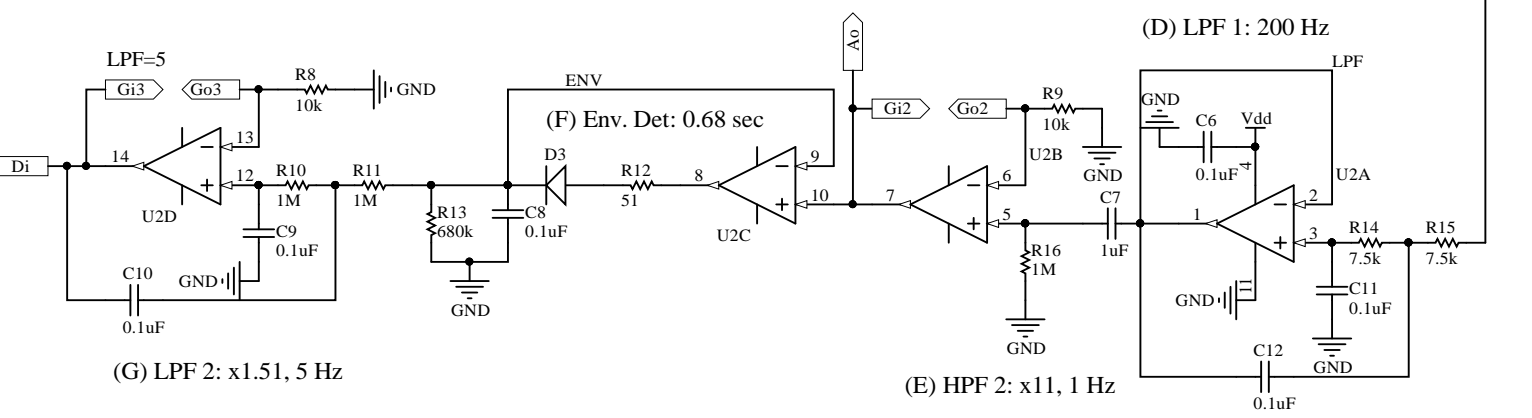 (D) LPF 1: 200 Hz
LPF=5
Gi3
Go3
R8
10k
GND
ENV
(F) Env. Det: 0.68 sec
Ao
Gi2
Go2
R9
10k
GND
LPF
GND
C6
0.1uF
Vdd
4
U2A
Di
14
13
12
U2D
R10
1M
R11
1M
D3
R12
51
8
9
10
U2C
7
U2B
6
5
C7
1uF
1
2
3
R14
7.5k
R15
7.5k
C9
0.1uF
GND
R13
680k
C8
0.1uF
GND
R16
1M
GND
11
GND
C11
0.1uF
GND
C10
0.1uF
C12
0.1uF
(G) LPF 2: x1.51, 5 Hz
(E) HPF 2: x11, 1 Hz